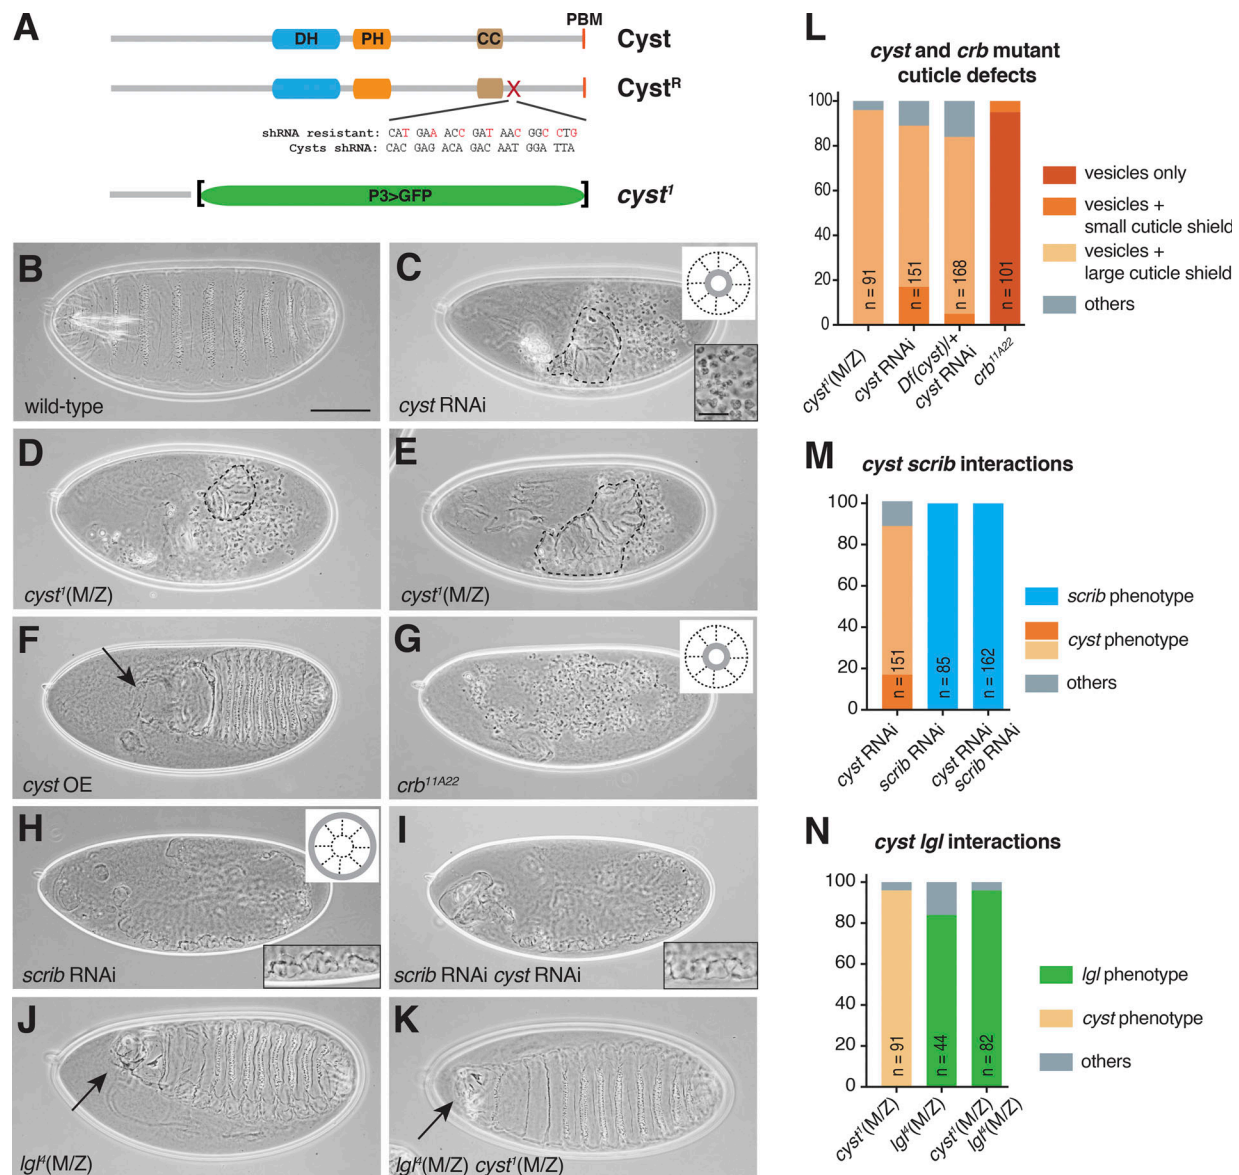 A
PBM
DH PH CC Cyst
Cystᴿ
X
shRNA resistant: CAT GAA ACC GAT AAC GGC CTG
Cysts shRNA: CAC GAG ACA GAC AAT GGA TTA
[ P3>GFP ] cyst¹
B
wild-type
C
cyst RNAi
D
cyst¹(M/Z)
E
cyst¹(M/Z)
F
cyst OE
G
crb¹¹ᴬ²²
H
scrib RNAi
I
scrib RNAi cyst RNAi
J
lgl⁴(M/Z)
K
lgl⁴(M/Z) cyst¹(M/Z)
L
cyst and crb mutant
cuticle defects
100
80
60
40
20
0
n = 91
n = 151
n = 168
n = 101
cyst¹(M/Z)
cyst RNAi
Df(cyst)/+
cyst RNAi
crb¹¹ᴬ²²
vesicles only
vesicles +
small cuticle shield
vesicles +
large cuticle shield
others
M
cyst scrib interactions
100
80
60
40
20
0
n = 151
n = 85
n = 162
cyst RNAi
scrib RNAi
cyst RNAi
scrib RNAi
scrib phenotype
cyst phenotype
others
N
cyst lgl interactions
100
80
60
40
20
0
n = 91
n = 44
n = 82
cyst¹(M/Z)
lgl⁴(M/Z)
cyst¹(M/Z)
lgl⁴(M/Z)
lgl phenotype
cyst phenotype
others